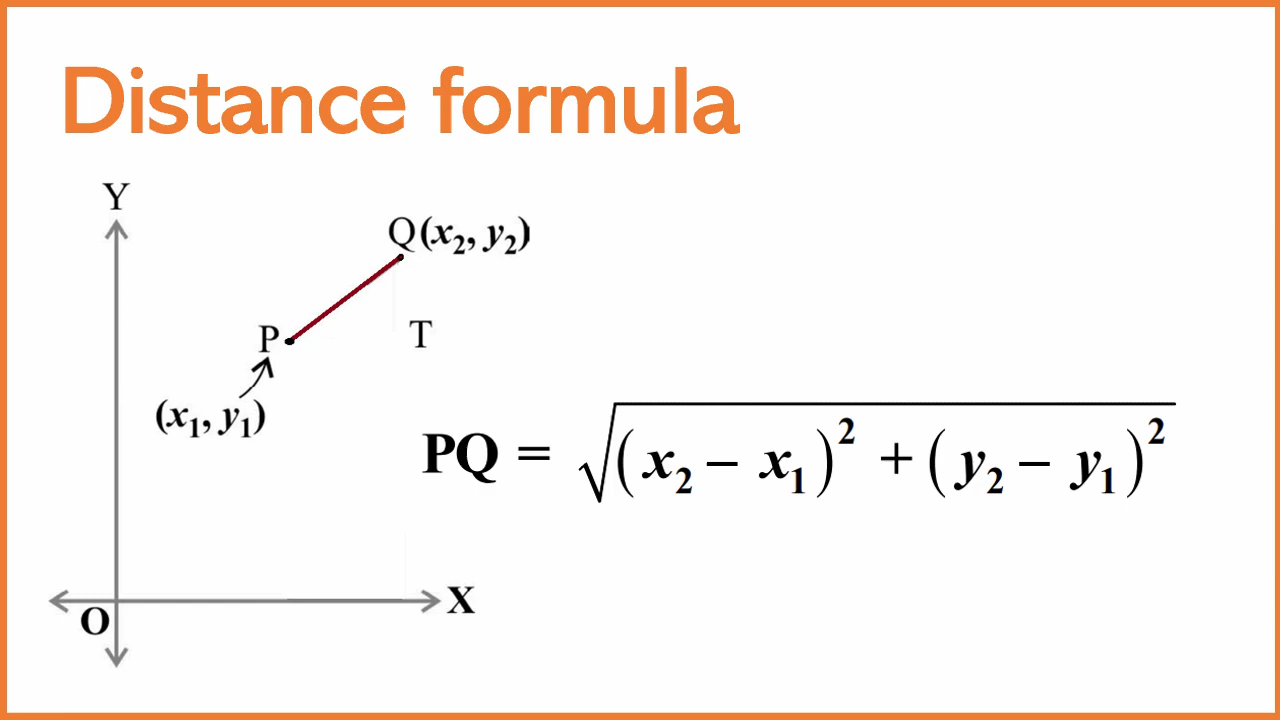 Distance formula
Y
Q(x₂, y₂)
P
T
(x₁, y₁)
PQ = √(x₂ − x₁)² + (y₂ − y₁)²
X
O